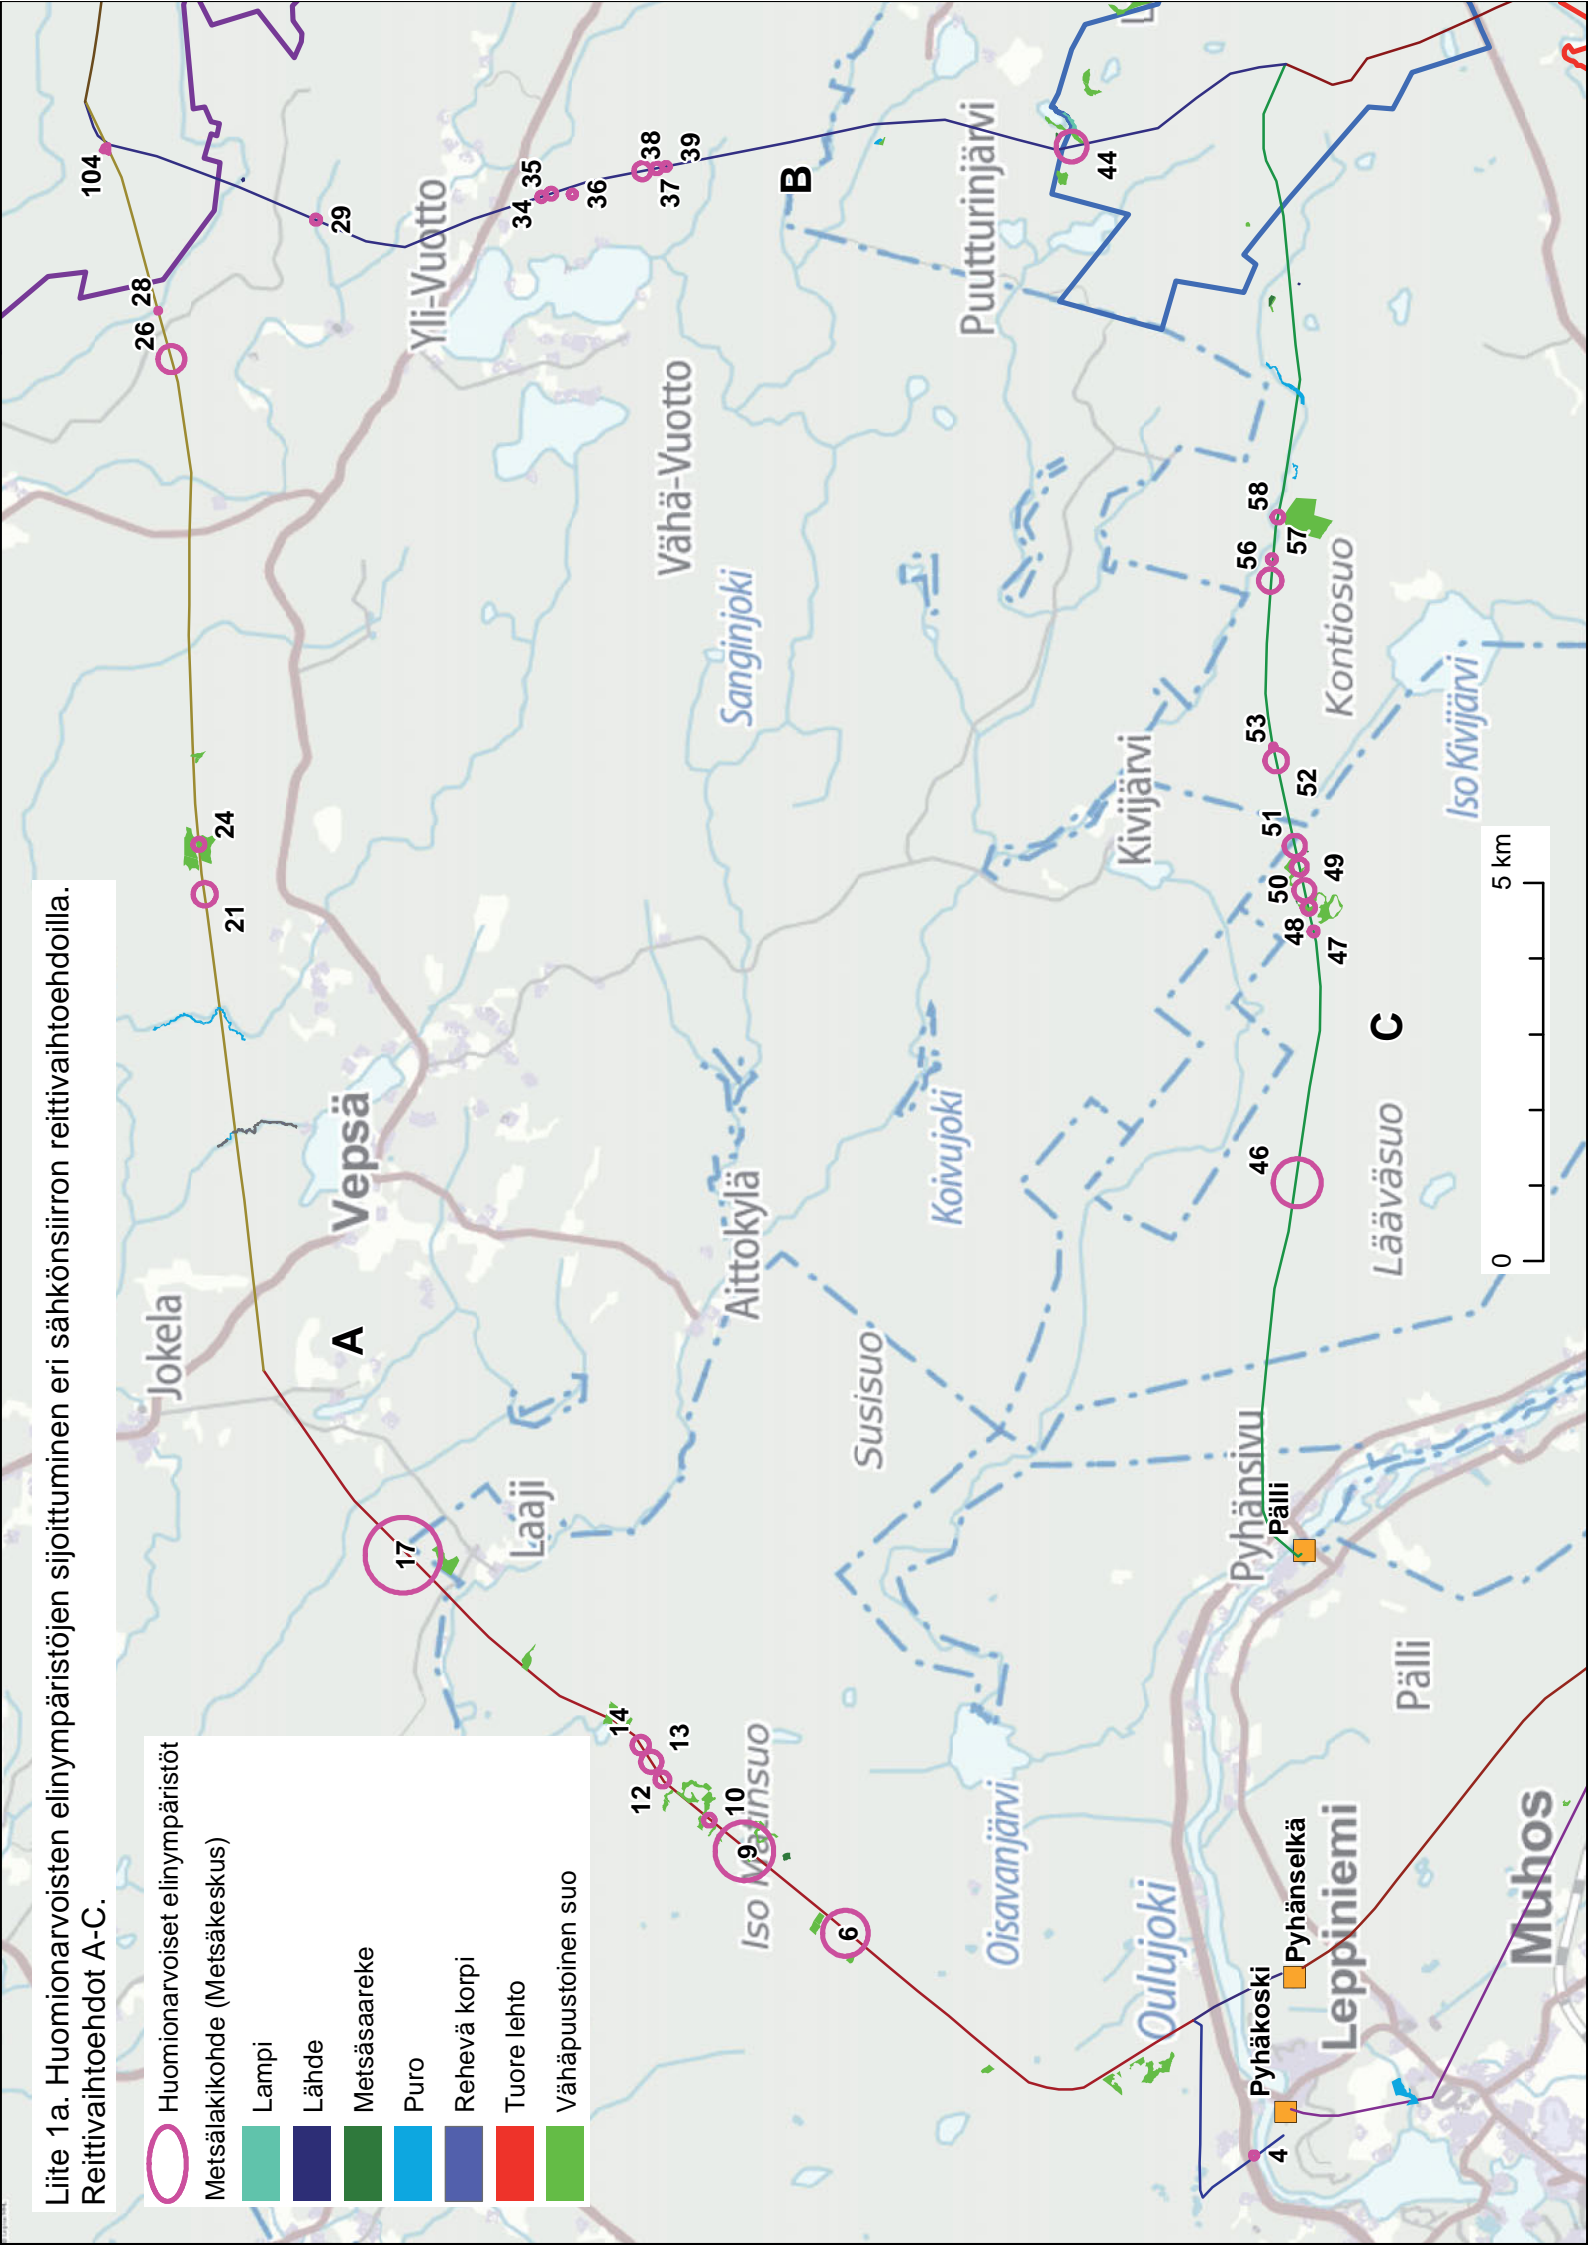 Liite 1a. Huomionarvoisten elinympäristöjen sijoittuminen eri sähkönsiirron reittivaihtoehdoilla.
Reittivaihtoehdot A-C.
Huomionarvoiset elinympäristöt
Metsälakikohde (Metsäkeskus)
Lampi
Lähde
Metsäsaareke
Puro
Rehevä korpi
Tuore lehto
Vähäpuustoinen suo
Jokela
A
Vepsä
21
24
26
28
104
29
Yli-Vuotto
34
35
36
37
38
39
17
Laaji
Aittokylä
Vähä-Vuotto
Sanginjoki
B
14
13
12
10
9
6
Iso Matinsuo
Susisuo
Koivujoki
Kivijärvi
Puutturinjärvi
44
Oisavanjärvi
Oulujoki
Pyhänsivu
Pälli
46
47
48
49
50
51
52
53
56
57
58
Kontiosuo
C
Lääväsuo
Iso Kivijärvi
Pälli
Pyhäkoski
Pyhänselkä
Leppiniemi
4
Muhos
0
5 km